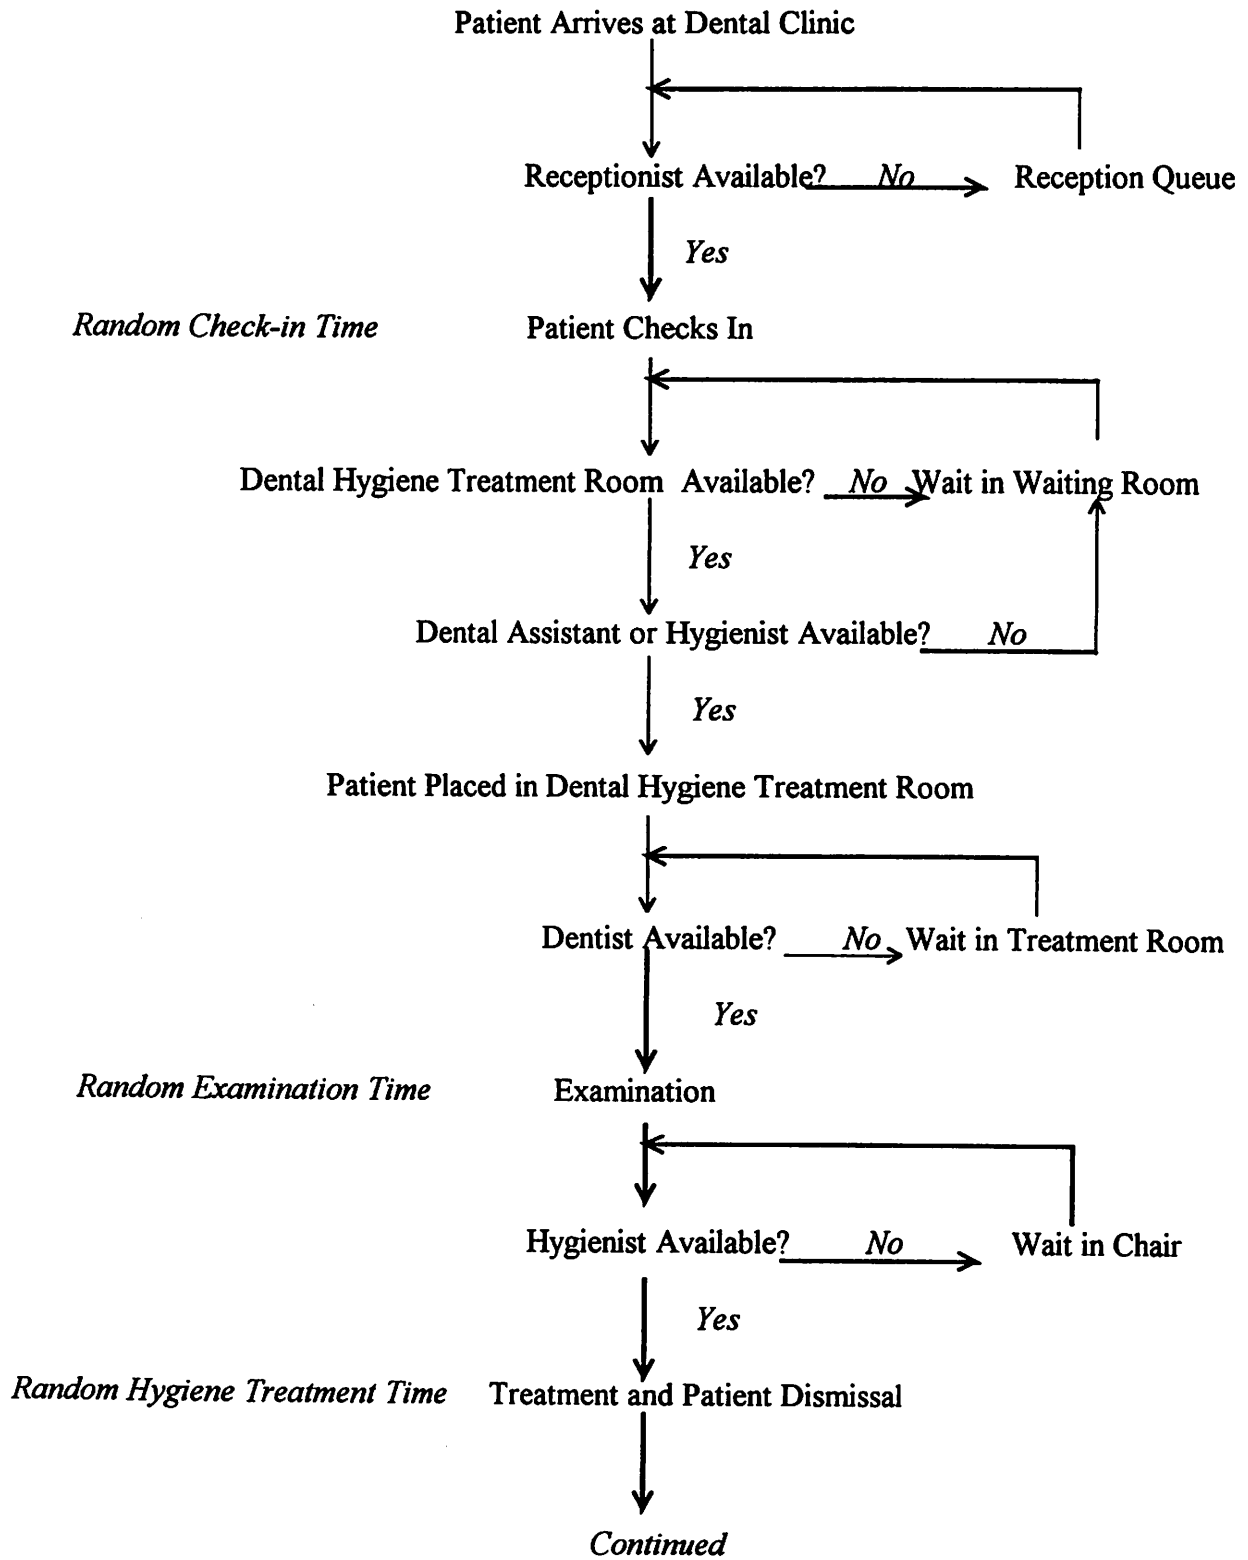 Patient Arrives at Dental Clinic
Receptionist Available? No Reception Queue
Yes
Random Check-in Time Patient Checks In
Dental Hygiene Treatment Room Available? No Wait in Waiting Room
Yes
Dental Assistant or Hygienist Available? No
Yes
Patient Placed in Dental Hygiene Treatment Room
Dentist Available? No Wait in Treatment Room
Yes
Random Examination Time Examination
Hygienist Available? No Wait in Chair
Yes
Random Hygiene Treatment Time Treatment and Patient Dismissal
Continued